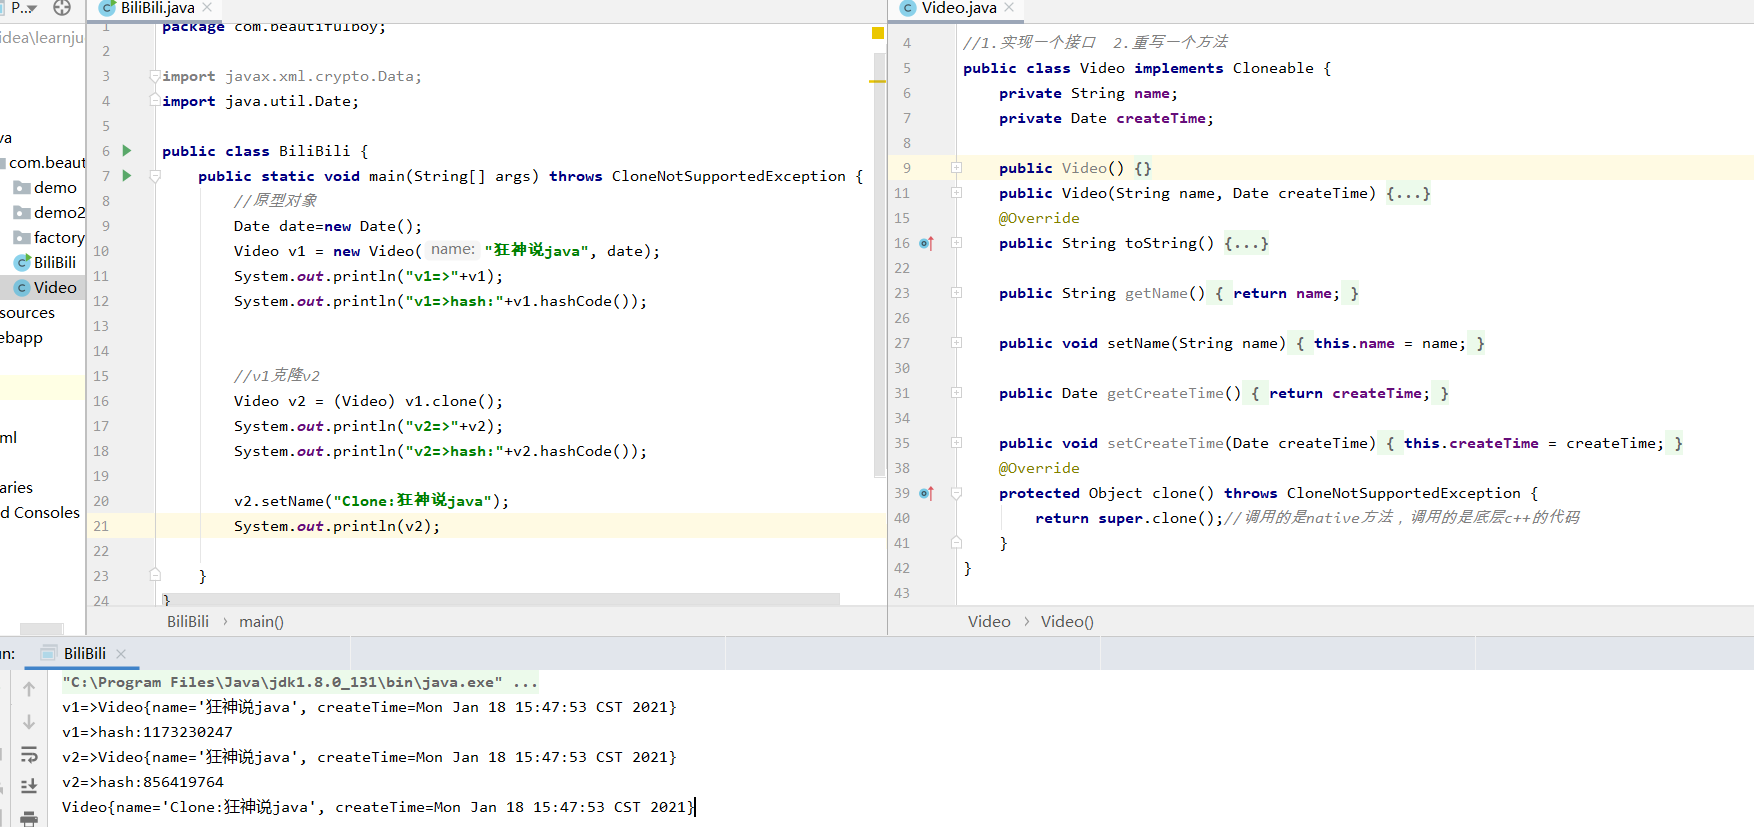 P...
BiliBili.java
Video.java
idea\learnju
va
com.beaut
demo
demo2
factory
BiliBili
Video
sources
ebapp
ml
aries
d Consoles
1 package com.beautifulboy;
2
3 import javax.xml.crypto.Data;
4 import java.util.Date;
5
6 public class BiliBili {
7 public static void main(String[] args) throws CloneNotSupportedException {
8 //原型对象
9 Date date=new Date();
10 Video v1 = new Video( name: "狂神说java", date);
11 System.out.println("v1=>"+v1);
12 System.out.println("v1=>hash:"+v1.hashCode());
13
14
15 //v1克隆v2
16 Video v2 = (Video) v1.clone();
17 System.out.println("v2=>"+v2);
18 System.out.println("v2=>hash:"+v2.hashCode());
19
20 v2.setName("Clone:狂神说java");
21 System.out.println(v2);
22
23 }
24 }
BiliBili › main()
4 //1.实现一个接口 2.重写一个方法
5 public class Video implements Cloneable {
6 private String name;
7 private Date createTime;
8
9 public Video() {}
11 public Video(String name, Date createTime) {...}
15 @Override
16 public String toString() {...}
22
23 public String getName() { return name; }
26
27 public void setName(String name) { this.name = name; }
30
31 public Date getCreateTime() { return createTime; }
34
35 public void setCreateTime(Date createTime) { this.createTime = createTime; }
38 @Override
39 protected Object clone() throws CloneNotSupportedException {
40 return super.clone();//调用的是native方法，调用的是底层c++的代码
41 }
42 }
43
Video › Video()
un: BiliBili
"C:\Program Files\Java\jdk1.8.0_131\bin\java.exe" ...
v1=>Video{name='狂神说java', createTime=Mon Jan 18 15:47:53 CST 2021}
v1=>hash:1173230247
v2=>Video{name='狂神说java', createTime=Mon Jan 18 15:47:53 CST 2021}
v2=>hash:856419764
Video{name='Clone:狂神说java', createTime=Mon Jan 18 15:47:53 CST 2021}